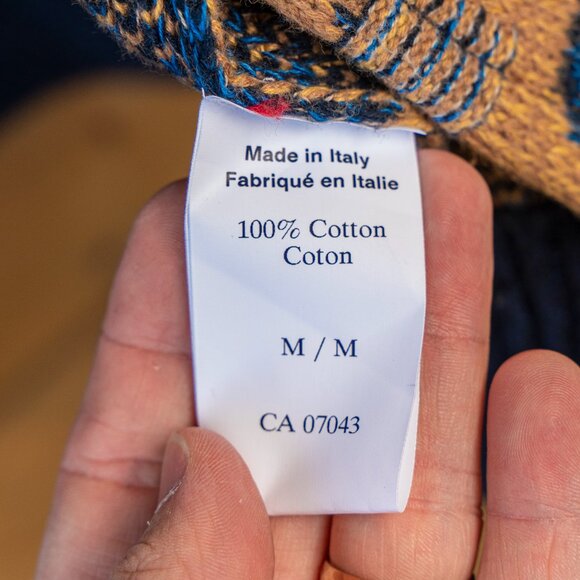 Made in Italy
Fabriqué en Italie
100% Cotton
Coton
M / M
CA 07043